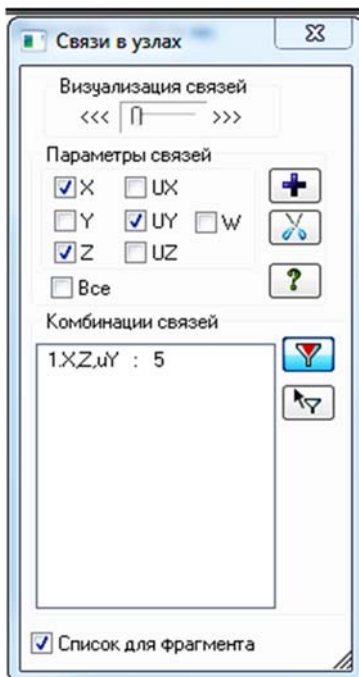 Связи в узлах
Визуализация связей
<<< >>>
Параметры связей
X UX
Y UY W
Z UZ
Все
?
Комбинации связей
1.X,Z,uY : 5
Список для фрагмента